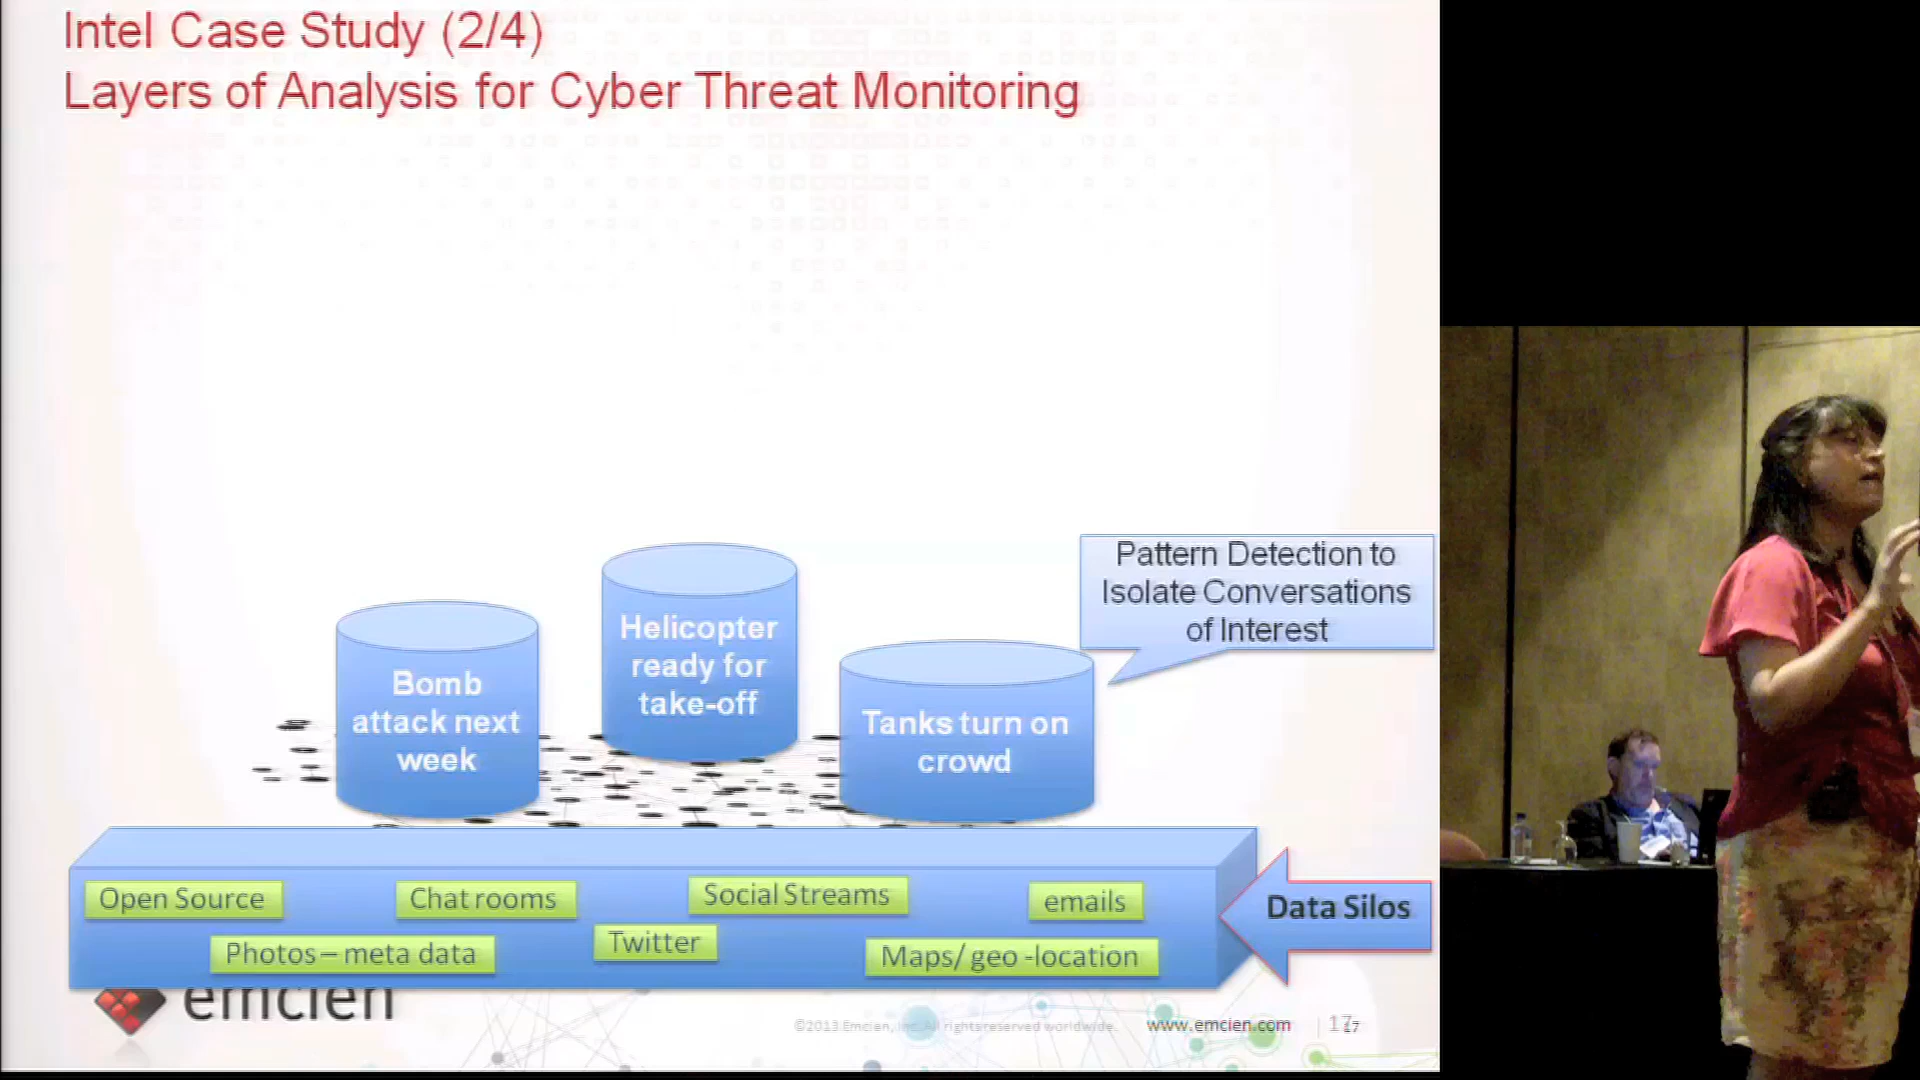 Intel Case Study (2/4)
Layers of Analysis for Cyber Threat Monitoring
Pattern Detection to
Isolate Conversations
of Interest
Helicopter
ready for
take-off
Bomb
attack next
week
Tanks turn on
crowd
Open Source
Chat rooms
Social Streams
emails
Data Silos
Photos – meta data
Twitter
Maps/ geo -location
emcien
©2013 Emcien, Inc. All rights reserved worldwide.
www.emcien.com
17
17